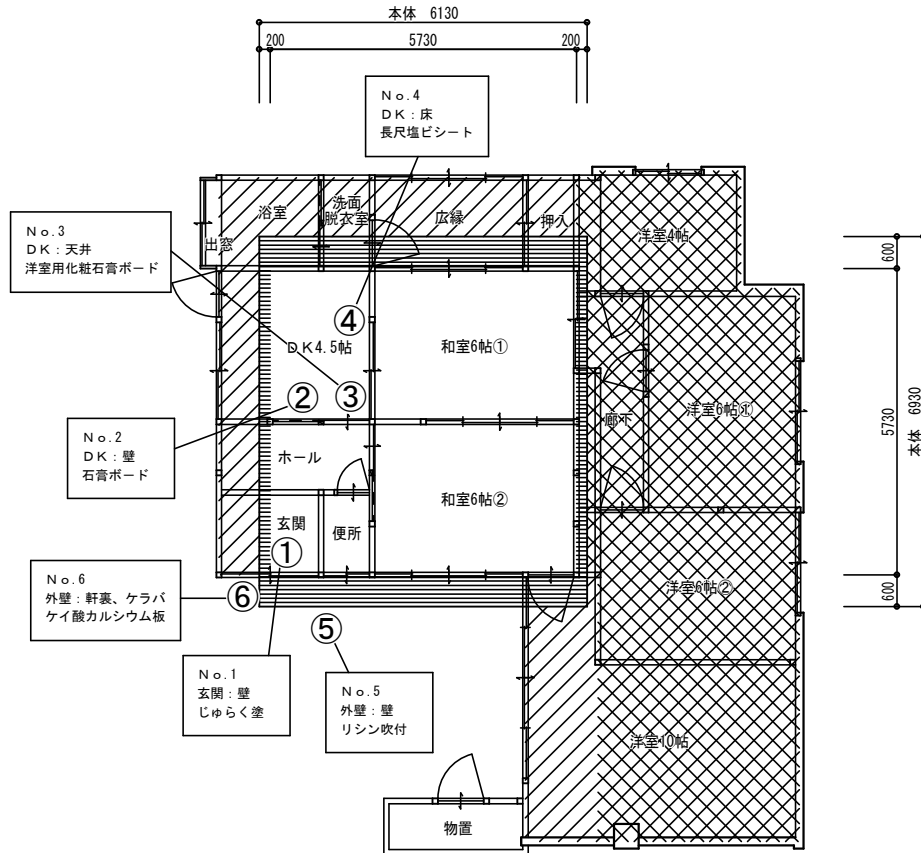 本体 6130
200
5730
200
No.4
DK:床
長尺塩ビシート
No.3
DK:天井
洋室用化粧石膏ボード
出窓
浴室
洗面
脱衣室
広縁
押入
洋室4帖
600
④
DK4.5帖
③
②
和室6帖①
廊下
洋室6帖①
5730
本体 6930
No.2
DK:壁
石膏ボード
ホール
和室6帖②
玄関
便所
①
No.6
外壁:軒裏、ケラバ
ケイ酸カルシウム板
⑥
⑤
洋室6帖②
600
No.1
玄関:壁
じゅらく塗
No.5
外壁:壁
リシン吹付
洋室10帖
物置